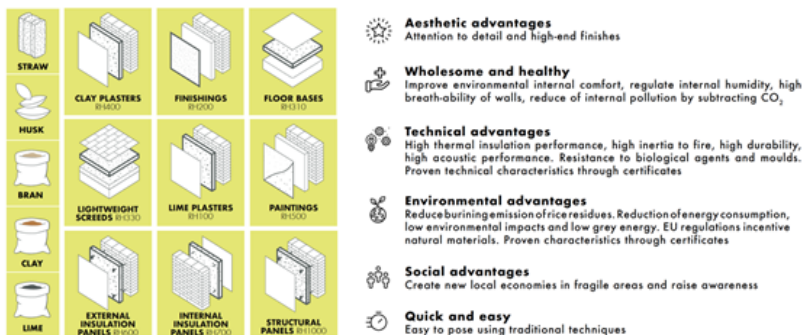 STRAW
HUSK
BRAN
CLAY
LIME
CLAY PLASTERS
RH400
FINISHINGS
RH200
FLOOR BASES
RH310
LIGHTWEIGHT
SCREEDS RH330
LIME PLASTERS
RH100
PAINTINGS
RH500
EXTERNAL
INSULATION
PANELS RH600
INTERNAL
INSULATION
PANELS RH700
STRUCTURAL
PANELS RH1000
Aesthetic advantages
Attention to detail and high-end finishes
Wholesome and healthy
Improve environmental internal comfort, regulate internal humidity, high
breath-ability of walls, reduce of internal pollution by subtracting CO₂
Technical advantages
High thermal insulation performance, high inertia to fire, high durability,
high acoustic performance. Resistance to biological agents and moulds.
Proven technical characteristics through certificates
Environmental advantages
Reduce burining emission of rice residues. Reduction of energy consumption,
low environmental impacts and low grey energy. EU regulations incentive
natural materials. Proven characteristics through certificates
Social advantages
Create new local economies in fragile areas and raise awareness
Quick and easy
Easy to pose using traditional techniques